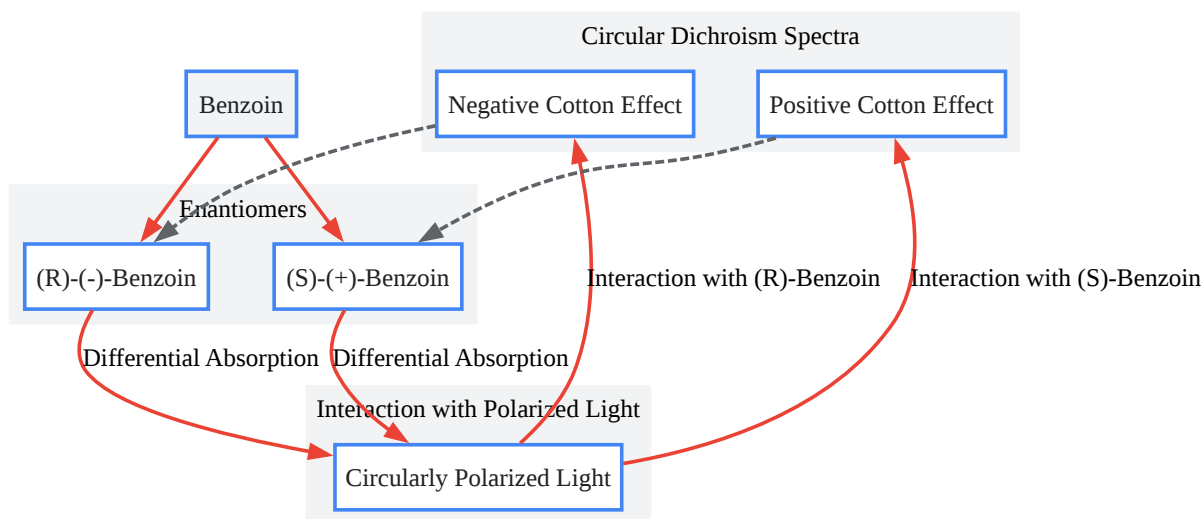 Circular Dichroism Spectra
Benzoin
Negative Cotton Effect
Positive Cotton Effect
Enantiomers
(R)-(-)-Benzoin
(S)-(+)-Benzoin
Interaction with (R)-Benzoin
Interaction with (S)-Benzoin
Differential Absorption
Differential Absorption
Interaction with Polarized Light
Circularly Polarized Light